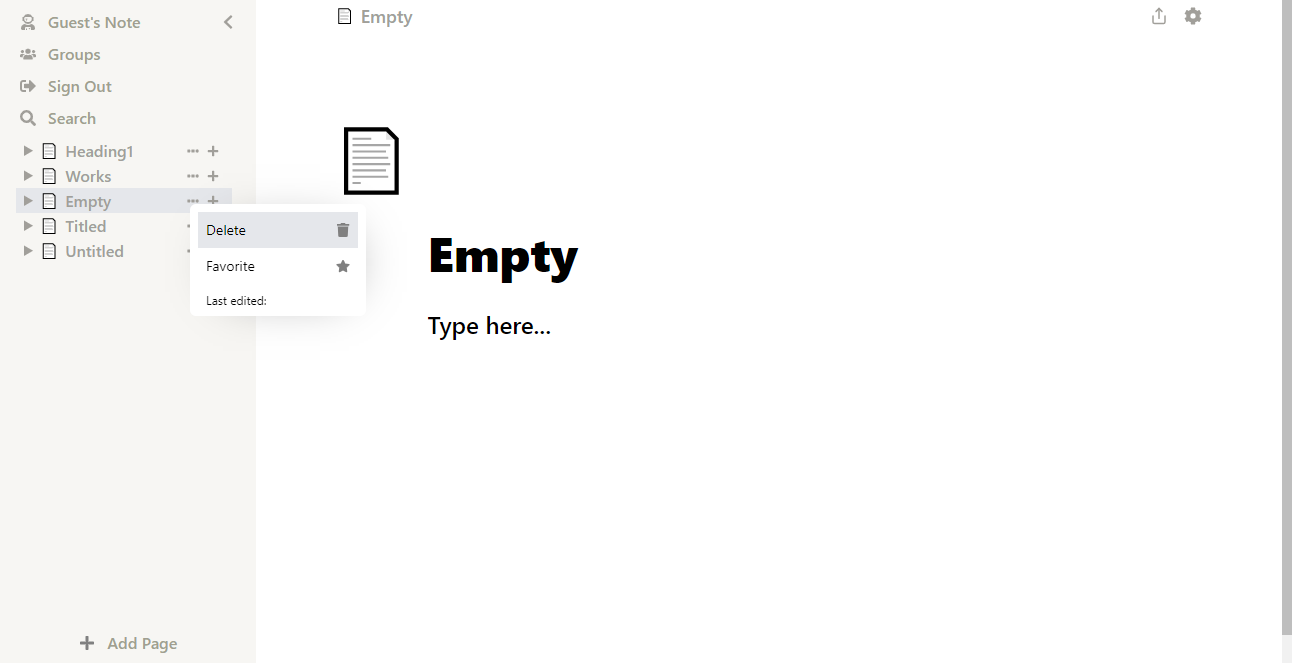 Guest's Note
Groups
Sign Out
Search
Heading1
Works
Empty
Titled
Untitled
Add Page
Delete
Favorite
Last edited:
Empty
Empty
Type here...